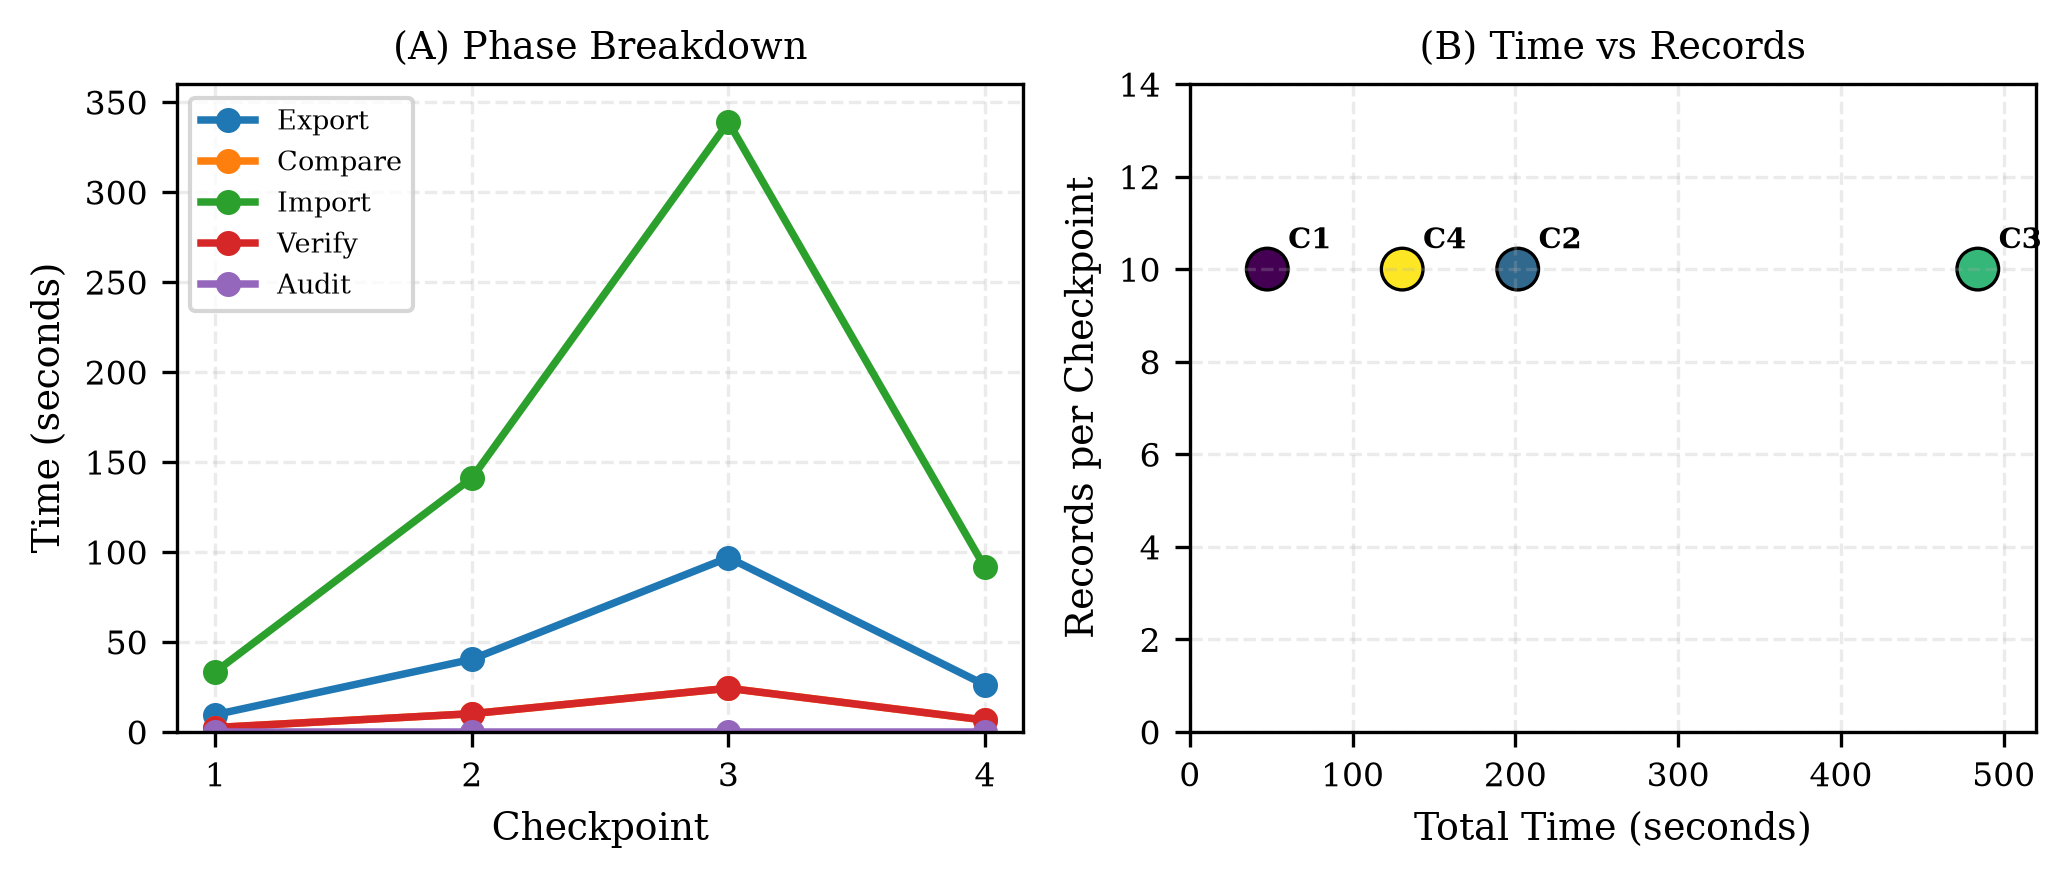 (A) Phase Breakdown
Time (seconds)
350
300
250
200
150
100
50
0
Export
Compare
Import
Verify
Audit
1 2 3 4
Checkpoint
(B) Time vs Records
Records per Checkpoint
14
12
10
8
6
4
2
0
C1 C4 C2 C3
0 100 200 300 400 500
Total Time (seconds)